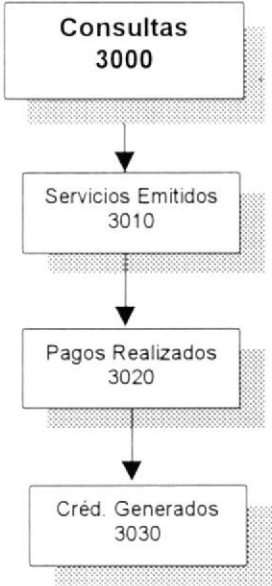 Consultas
3000
Servicios Emitidos
3010
Pagos Realizados
3020
Créd. Generados
3030